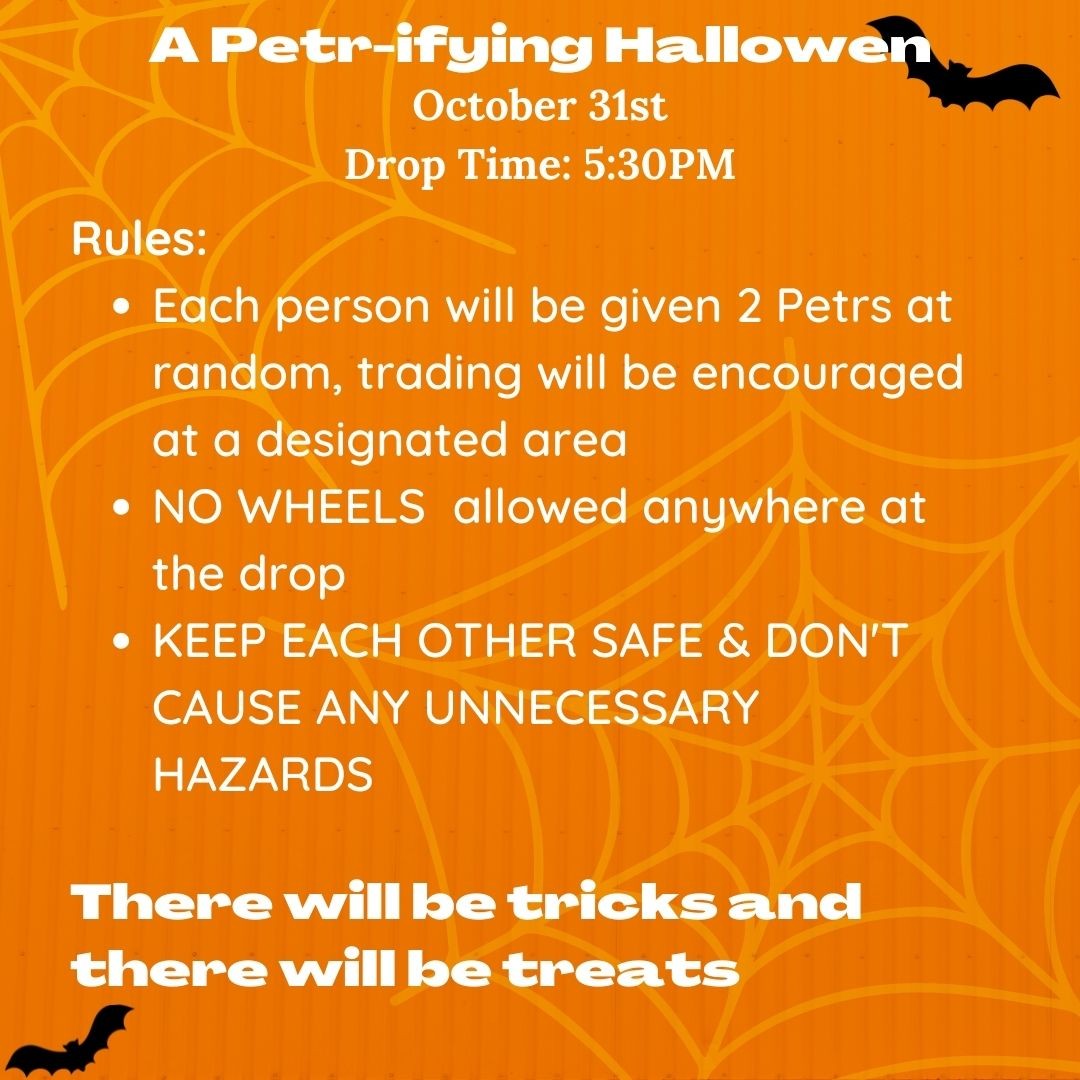 A Petr-ifying Hallowen
October 31st
Drop Time: 5:30PM
Rules:
• Each person will be given 2 Petrs at
random, trading will be encouraged
at a designated area
• NO WHEELS  allowed anywhere at
the drop
• KEEP EACH OTHER SAFE & DON'T
CAUSE ANY UNNECESSARY
HAZARDS
There will be tricks and
there will be treats